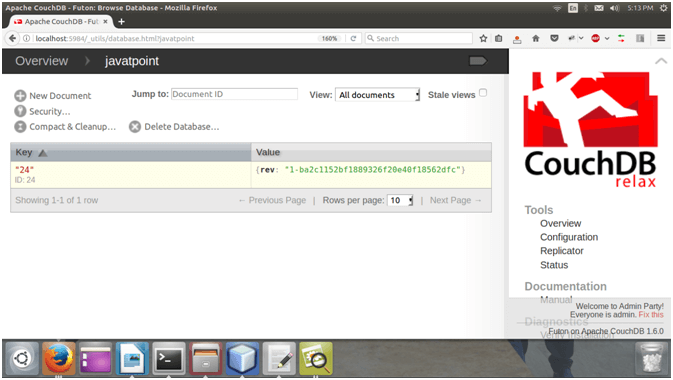 Apache CouchDB - Futon: Browse Database - Mozilla Firefox
En
5:13 PM
Apache CouchDB - Fut...
localhost:5984/_utils/database.html?javatpoint
160%
Search
ABP
Overview
javatpoint
New Document
Jump to:
Document ID
View:
All documents
Stale views
Security...
Compact & Cleanup...
Delete Database...
Key
Value
"24"
{rev: "1-ba2c1152bf1889326f20e40f18562dfc"}
ID: 24
Showing 1-1 of 1 row
← Previous Page | Rows per page: 10 | Next Page →
CouchDB
relax
Tools
Overview
Configuration
Replicator
Status
Documentation
Manual
Welcome to Admin Party!
Everyone is admin. Fix this
Diagnostics
Futon on Apache CouchDB 1.6.0
Verify Installation